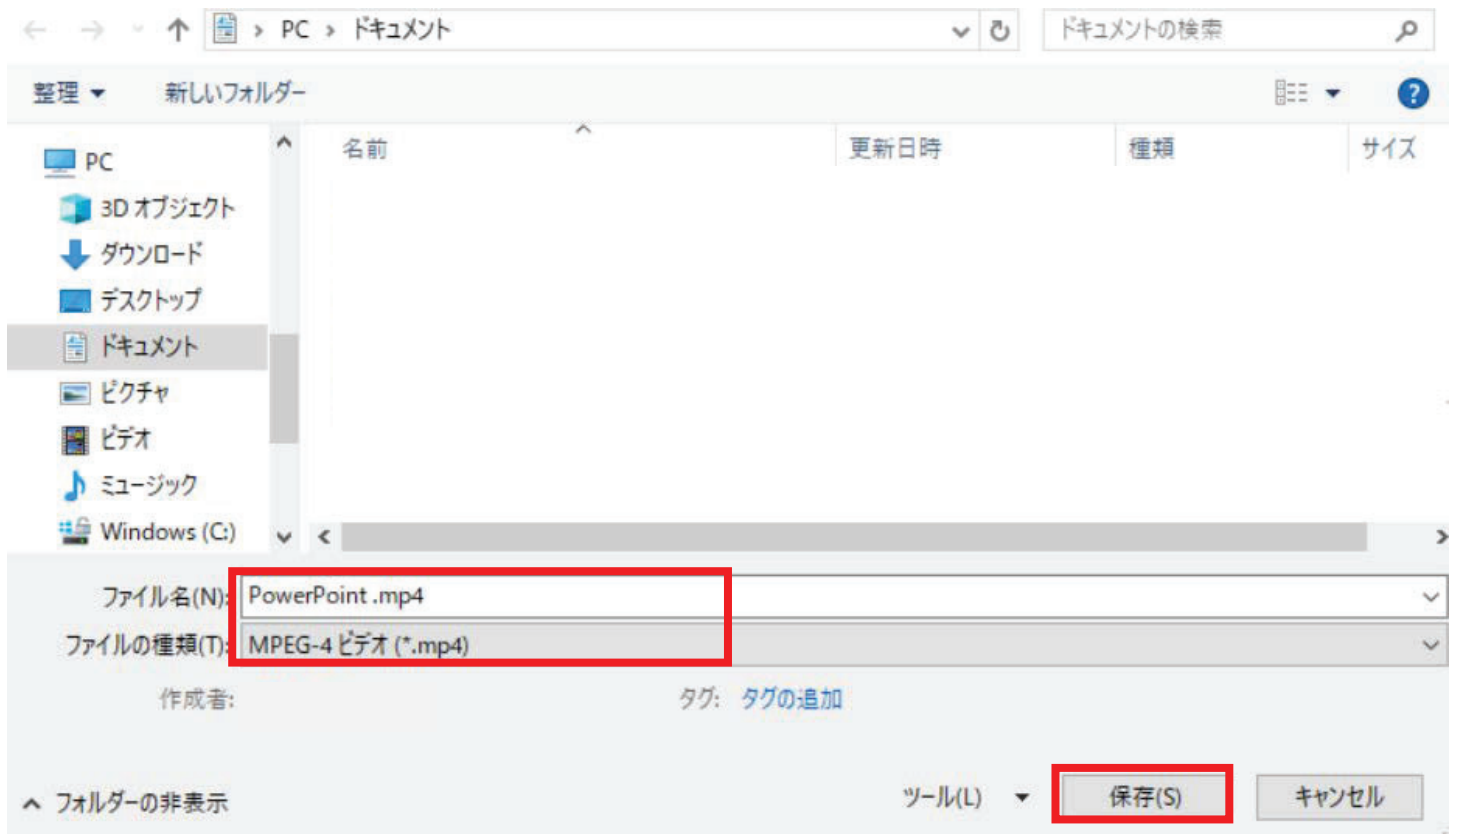 PC › ドキュメント
ドキュメントの検索
整理 新しいフォルダー
名前 更新日時 種類 サイズ
PC
3D オブジェクト
ダウンロード
デスクトップ
ドキュメント
ピクチャ
ビデオ
ミュージック
Windows (C:)
ファイル名(N): PowerPoint .mp4
ファイルの種類(T): MPEG-4 ビデオ (*.mp4)
作成者: タグ: タグの追加
フォルダーの非表示 ツール(L) 保存(S) キャンセル